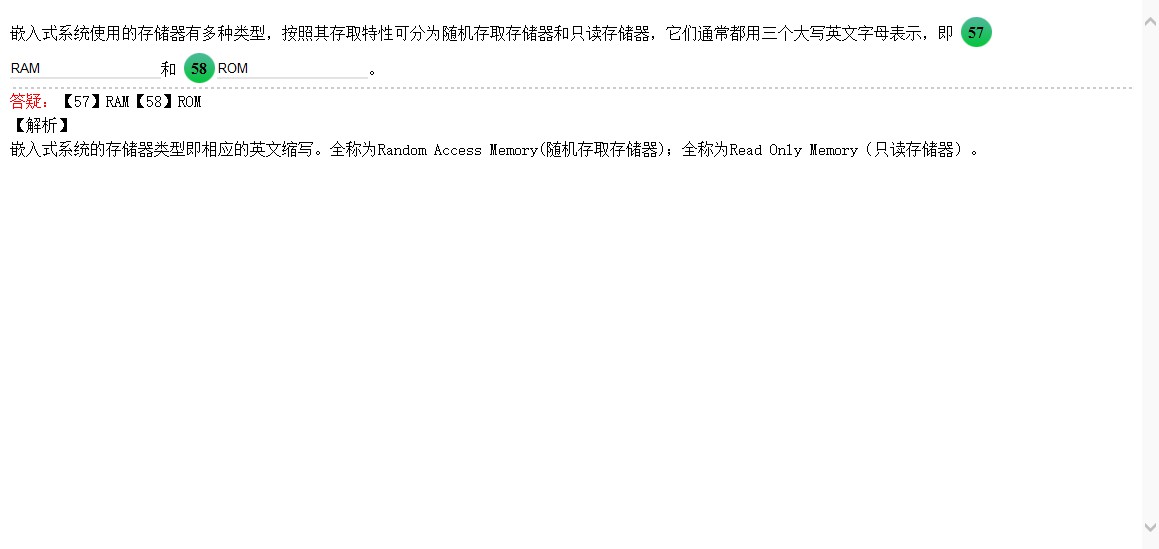 嵌入式系统使用的存储器有多种类型，按照其存取特性可分为随机存取存储器和只读存储器，它们通常都用三个大写英文字母表示，即 57
RAM 和 58 ROM 。
答疑：【57】RAM【58】ROM
【解析】
嵌入式系统的存储器类型即相应的英文缩写。全称为Random Access Memory(随机存取存储器)；全称为Read Only Memory（只读存储器）。